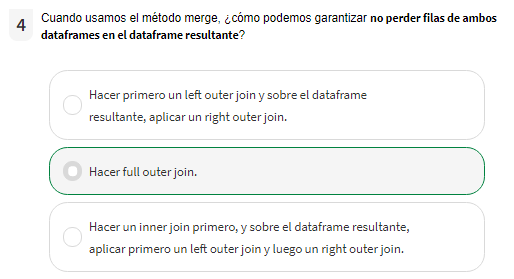 4
Cuando usamos el método merge, ¿cómo podemos garantizar no perder filas de ambos
dataframes en el dataframe resultante?
Hacer primero un left outer join y sobre el dataframe
resultante, aplicar un right outer join.
Hacer full outer join.
Hacer un inner join primero, y sobre el dataframe resultante,
aplicar primero un left outer join y luego un right outer join.